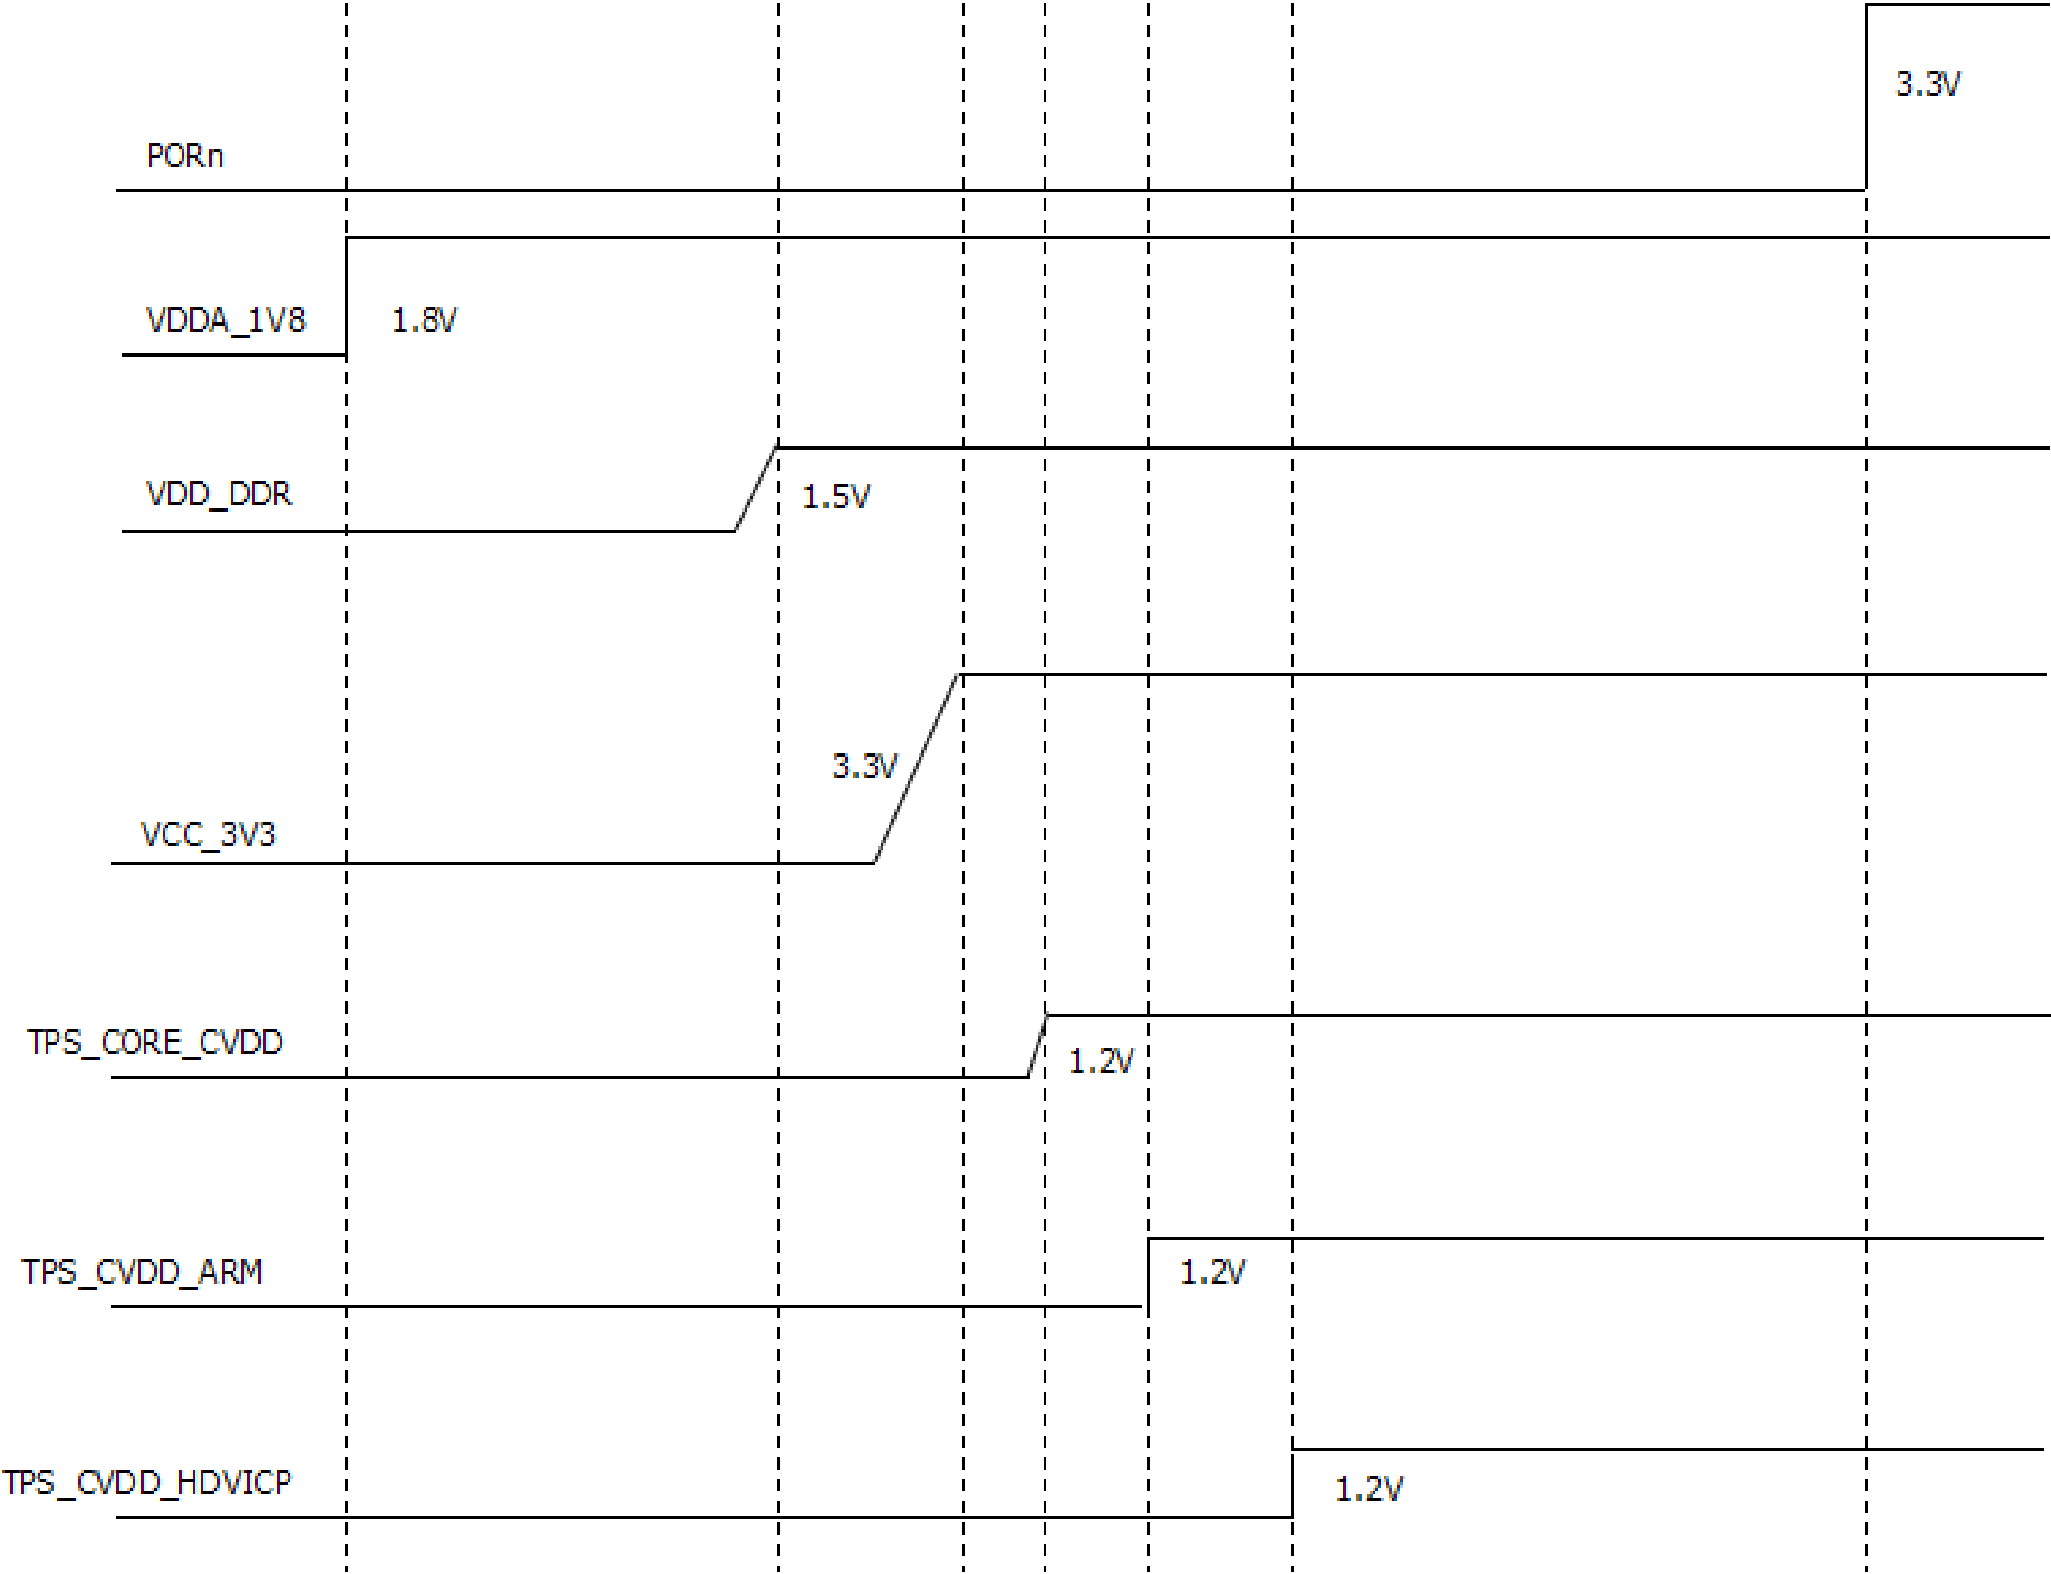 3.3V
PORn
VDDA_1V8
1.8V
VDD_DDR
1.5V
3.3V
VCC_3V3
TPS_CORE_CVDD
1.2V
TPS_CVDD_ARM
1.2V
TPS_CVDD_HDVICP
1.2V